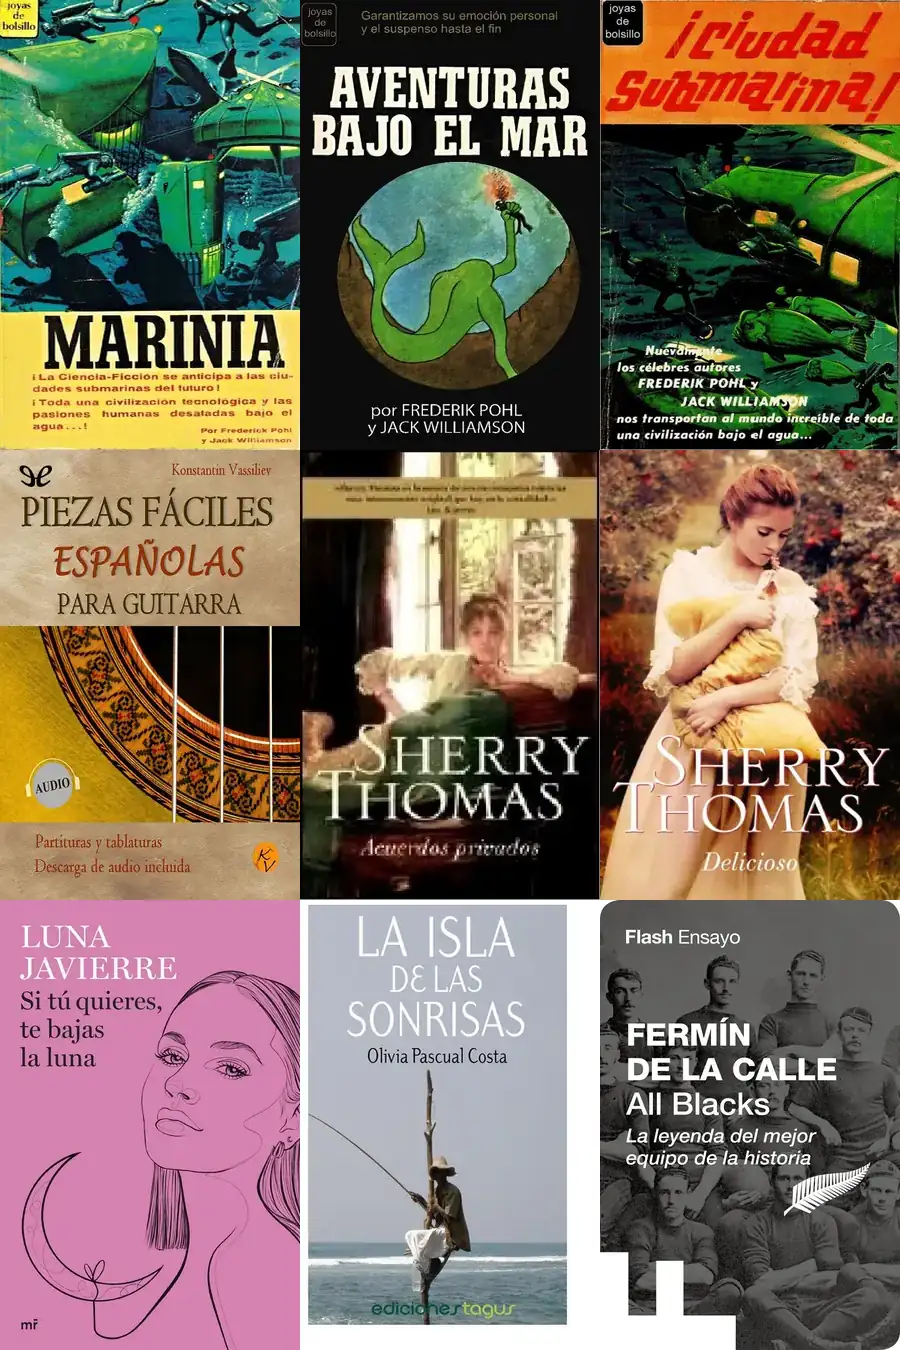 joyas
de
bolsillo
MARINIA
¡La Ciencia-Ficción se anticipa a las ciu-
dades submarinas del futuro!
¡Toda una civilización tecnológica y las
pasiones humanas desatadas bajo el
agua...!
Por Frederick Pohl
y Jack Williamson
joyas
de
bolsillo
Garantizamos su emoción personal
y el suspenso hasta el fin
AVENTURAS
BAJO EL MAR
por FREDERIK POHL
y JACK WILLIAMSON
joyas
de
bolsillo
¡Ciudad
Submarina!
Nuevamente
los célebres autores
FREDERIK POHL y
JACK WILLIAMSON
nos transportan al mundo increíble de toda
una civilización bajo el agua...
Konstantin Vassiliev
PIEZAS FÁCILES
ESPAÑOLAS
PARA GUITARRA
AUDIO
Partituras y tablaturas
Descarga de audio incluida
K
V
SHERRY
THOMAS
Acuerdos privados
SHERRY
THOMAS
Delicioso
LUNA
JAVIERRE
Si tú quieres,
te bajas
la luna
mr
LA ISLA
DE LAS
SONRISAS
Olivia Pascual Costa
edicionestagus
Flash Ensayo
FERMÍN
DE LA CALLE
All Blacks
La leyenda del mejor
equipo de la historia